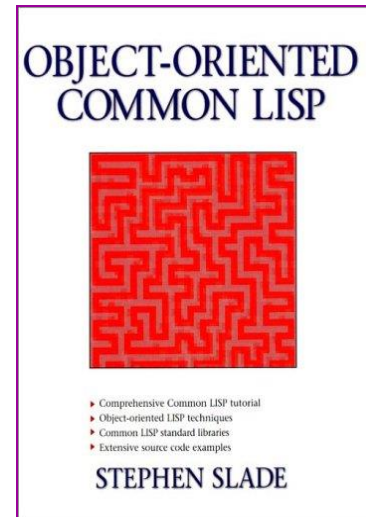 OBJECT-ORIENTED
COMMON LISP
Comprehensive Common LISP tutorial
Object-oriented LISP techniques
Common LISP standard libraries
Extensive source code examples
STEPHEN SLADE